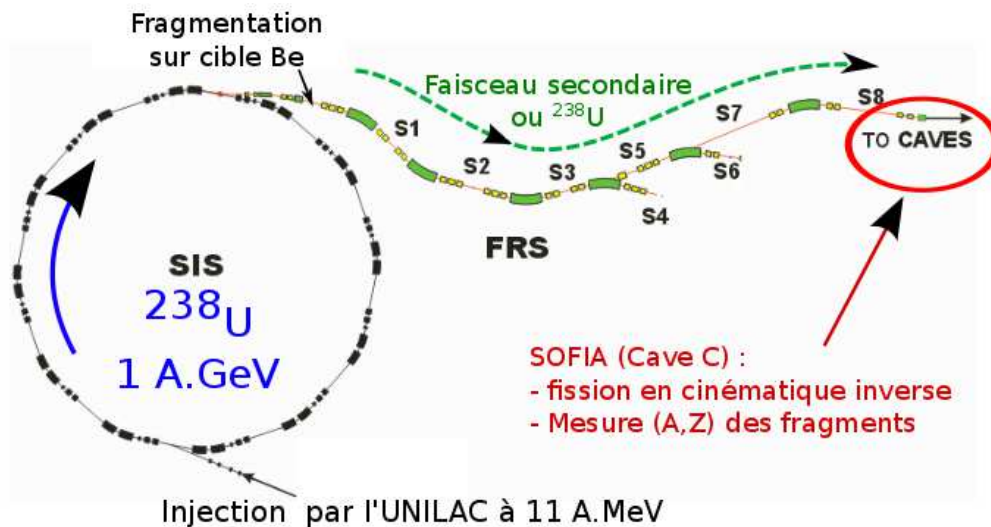 Fragmentation
sur cible Be
Faisceau secondaire
ou ²³⁸U
S1
S2
S3
S4
S5
S6
S7
S8
TO CAVES
FRS
SIS
²³⁸U
1 A.GeV
SOFIA (Cave C) :
- fission en cinématique inverse
- Mesure (A,Z) des fragments
Injection par l'UNILAC à 11 A.MeV